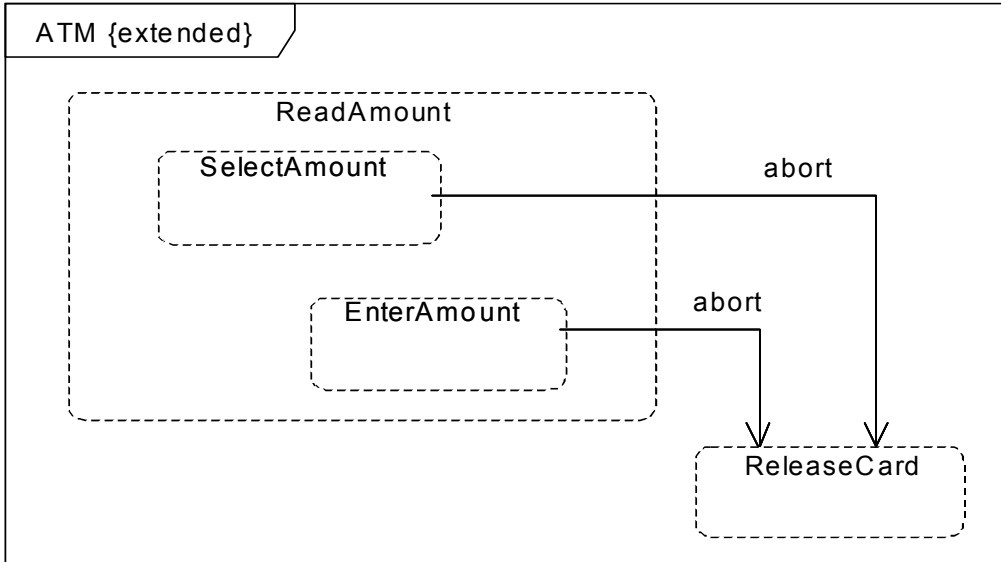 ATM {extended}
ReadAmount
SelectAmount
abort
EnterAmount
abort
ReleaseCard